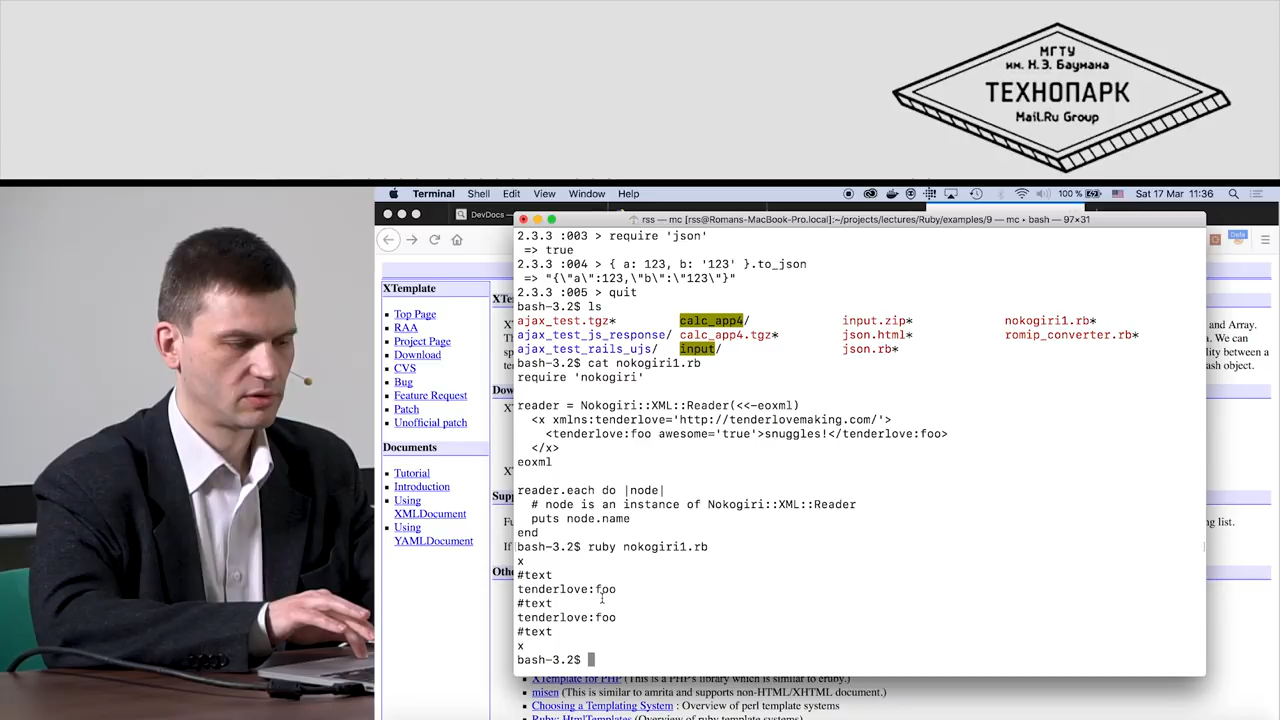 МГТУ
им. Н.Э. Баумана
ТЕХНОПАРК
Mail.Ru Group
Terminal Shell Edit View Window Help
100 % Sat 17 Mar 11:36
DevDocs —
rss — mc [rss@Romans-MacBook-Pro.local]:~/projects/lectures/Ruby/examples/9 — mc • bash — 97×31
XTemplate
Top Page
RAA
Project Page
Download
CVS
Bug
Feature Request
Patch
Unofficial patch
Documents
Tutorial
Introduction
Using
XMLDocument
Using
YAMLDocument
2.3.3 :003 > require 'json'
=> true
2.3.3 :004 > { a: 123, b: '123' }.to_json
=> "{\"a\":123,\"b\":\"123\"}"
2.3.3 :005 > quit
bash-3.2$ ls
ajax_test.tgz* calc_app4/ input.zip* nokogiri1.rb*
ajax_test_js_response/ calc_app4.tgz* json.html* romip_converter.rb*
ajax_test_rails_ujs/ input/ json.rb*
bash-3.2$ cat nokogiri1.rb
require 'nokogiri'
reader = Nokogiri::XML::Reader(<<-eoxml)
<x xmlns:tenderlove='http://tenderlovemaking.com/'>
<tenderlove:foo awesome='true'>snuggles!</tenderlove:foo>
</x>
eoxml
reader.each do |node|
# node is an instance of Nokogiri::XML::Reader
puts node.name
end
bash-3.2$ ruby nokogiri1.rb
x
#text
tenderlove:foo
#text
tenderlove:foo
#text
x
bash-3.2$
and Array.
We can
lity between a
ash object.
ing list.
XTemplate for PHP (This is a PHP's library which is similar to eruby.)
misen (This is similar to amrita and supports non-HTML/XHTML document.)
Choosing a Templating System : Overview of perl template systems
Ruby: HtmlTemplates (Overview of ruby template systems)